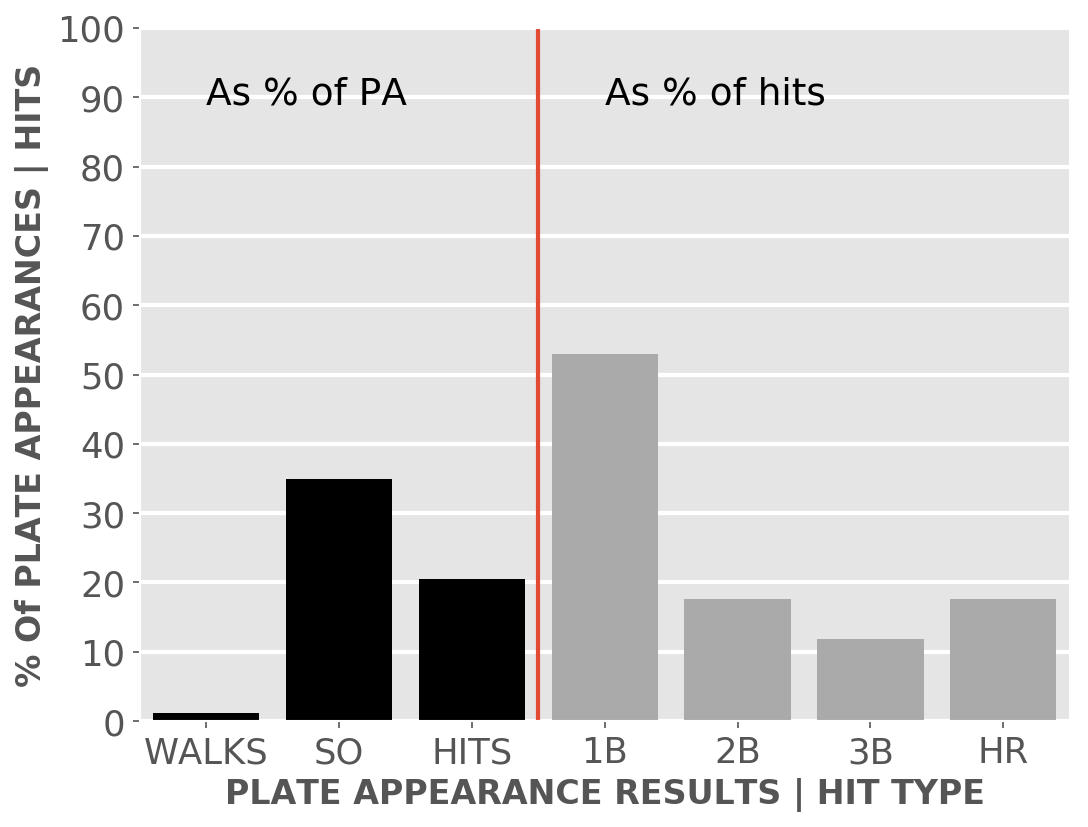 % Of PLATE APPEARANCES | HITS
100
90
80
70
60
50
40
30
20
10
0
As % of PA
As % of hits
WALKS SO HITS 1B 2B 3B HR
PLATE APPEARANCE RESULTS | HIT TYPE